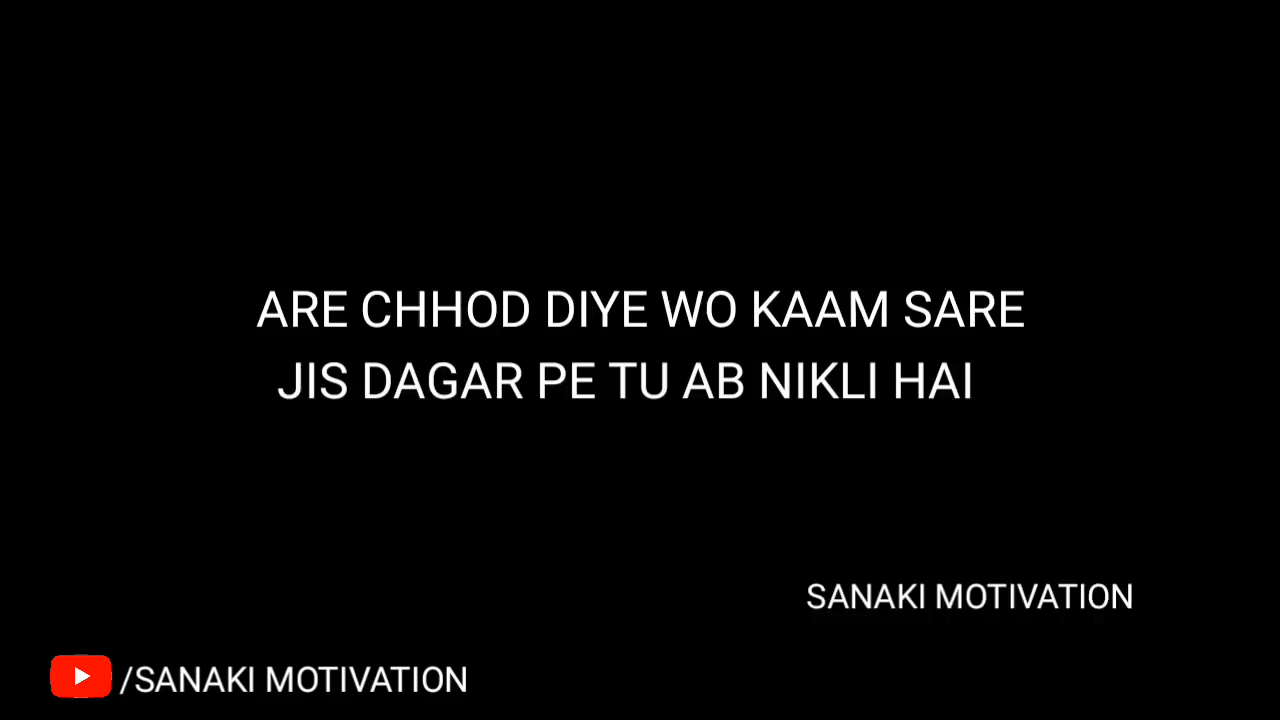 ARE CHHOD DIYE WO KAAM SARE
JIS DAGAR PE TU AB NIKLI HAI
SANAKI MOTIVATION
/SANAKI MOTIVATION